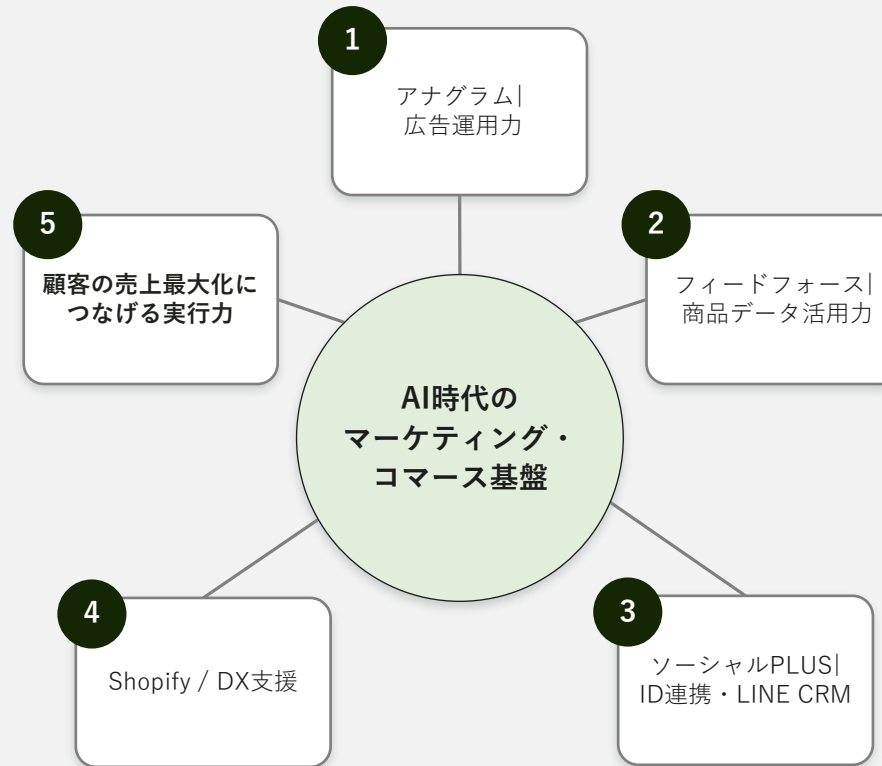 1
アナグラム|
広告運用力
2
フィードフォース|
商品データ活用力
3
ソーシャルPLUS|
ID連携・LINE CRM
4
Shopify / DX支援
5
顧客の売上最大化に
つなげる実行力
AI時代の
マーケティング・
コマース基盤